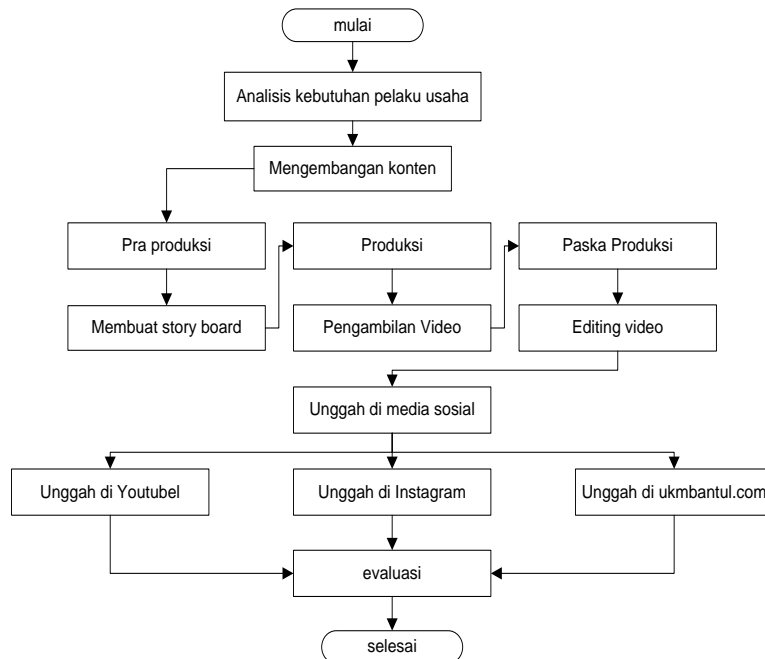 mulai
Analisis kebutuhan pelaku usaha
Mengembangan konten
Pra produksi
Produksi
Paska Produksi
Membuat story board
Pengambilan Video
Editing video
Unggah di media sosial
Unggah di Youtubel
Unggah di Instagram
Unggah di ukmbantul.com
evaluasi
selesai